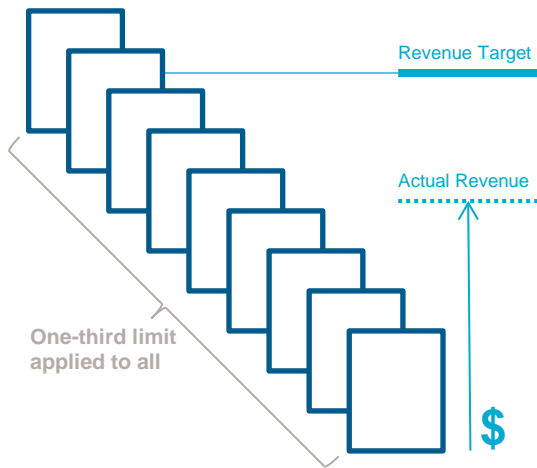 Revenue Target
Actual Revenue
One-third limit
applied to all
$